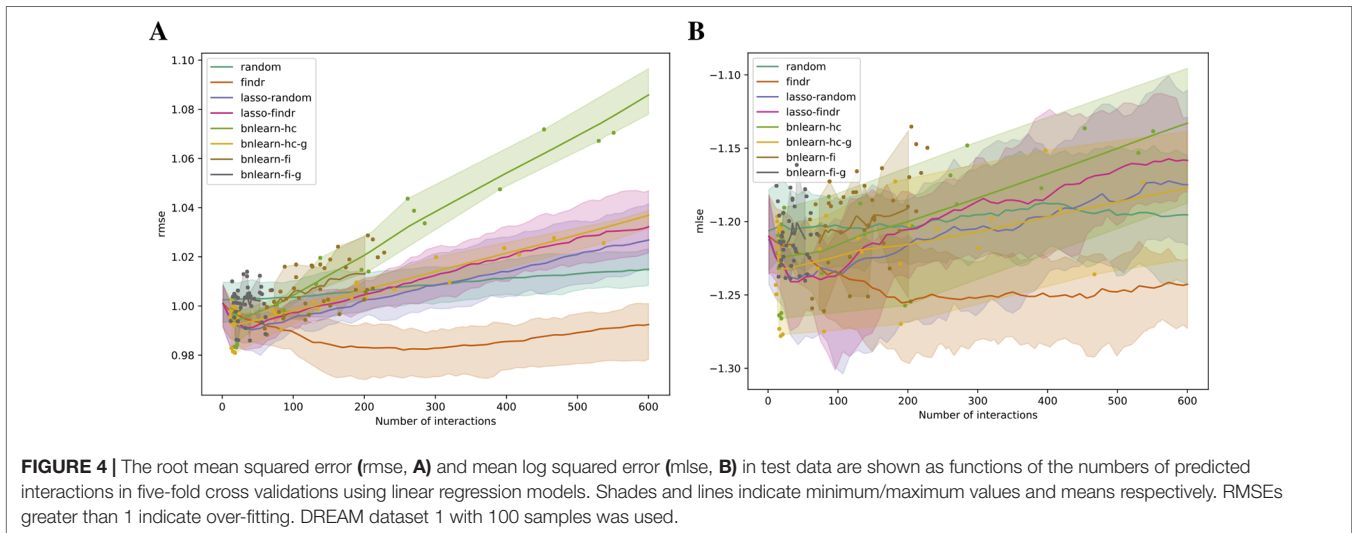 A
1.10
1.08
1.06
1.04
1.02
1.00
0.98
rmse
random
findr
lasso-random
lasso-findr
bnlearn-hc
bnlearn-hc-g
bnlearn-fi
bnlearn-fi-g
0 100 200 300 400 500 600
Number of interactions
B
−1.10
−1.15
−1.20
−1.25
−1.30
mlse
random
findr
lasso-random
lasso-findr
bnlearn-hc
bnlearn-hc-g
bnlearn-fi
bnlearn-fi-g
0 100 200 300 400 500 600
Number of interactions
FIGURE 4 | The root mean squared error (rmse, A) and mean log squared error (mlse, B) in test data are shown as functions of the numbers of predicted
interactions in five-fold cross validations using linear regression models. Shades and lines indicate minimum/maximum values and means respectively. RMSEs
greater than 1 indicate over-fitting. DREAM dataset 1 with 100 samples was used.